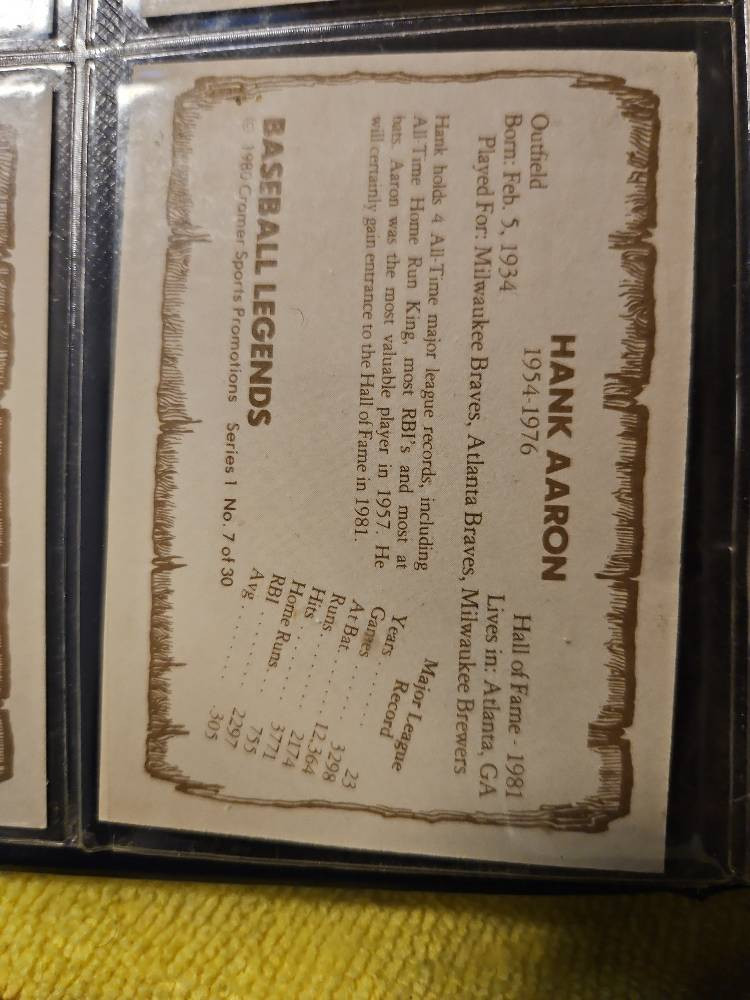 HANK AARON
1954-1976
Outfield
Hall of Fame - 1981
Born: Feb. 5, 1934
Lives in: Atlanta, GA
Played For: Milwaukee Braves, Atlanta Braves, Milwaukee Brewers
Hank holds 4 All-Time major league records, including
All Time Home Run King, most RBI's and most at
bats. Aaron was the most valuable player in 1957. He
will certainly gain entrance to the Hall of Fame in 1981.
Major League
Record
Years . . . . . . . 23
Games . . . . . . 3298
At Bat. . . . . . . 12,364
Runs. . . . . . . . 2174
Hits . . . . . . . . 3771
Home Runs. . . . 755
RBI . . . . . . . . 2297
Avg. . . . . . . . .305
BASEBALL LEGENDS
© 1980 Cramer Sports Promotions Series 1 No. 7 of 30